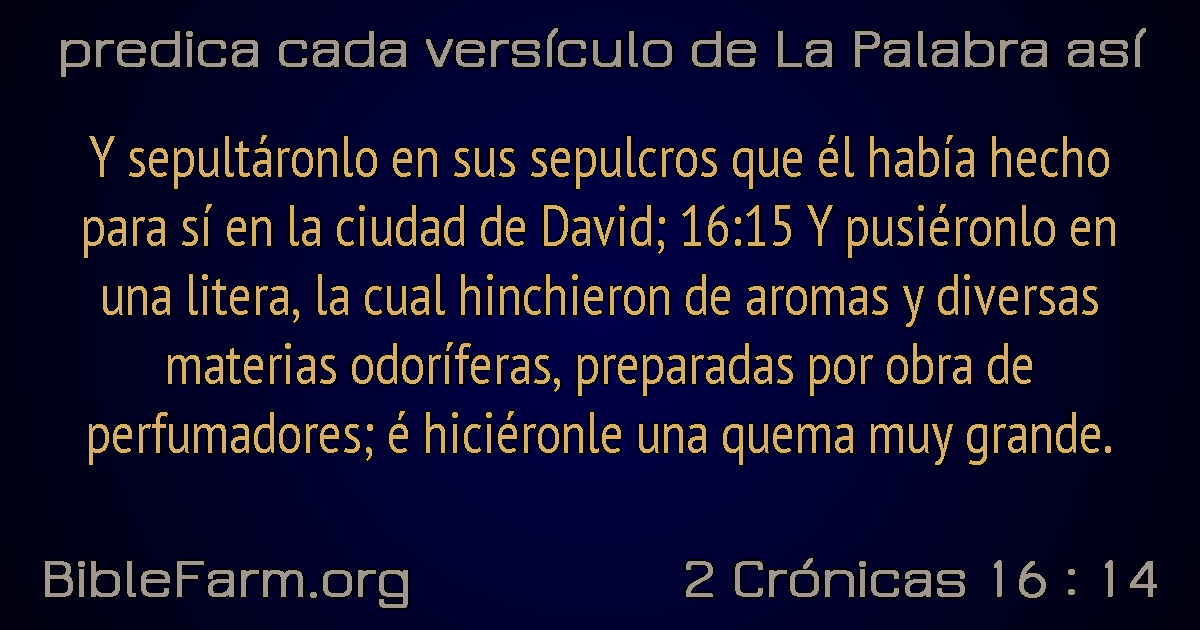 predica cada versículo de La Palabra así
Y sepultáronlo en sus sepulcros que él había hecho
para sí en la ciudad de David; 16:15 Y pusiéronlo en
una litera, la cual hinchieron de aromas y diversas
materias odoríferas, preparadas por obra de
perfumadores; é hiciéronle una quema muy grande.
BibleFarm.org
2 Crónicas 16 : 14